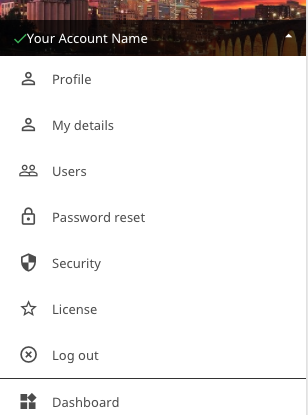 Your Account Name
Profile
My details
Users
Password reset
Security
License
Log out
Dashboard